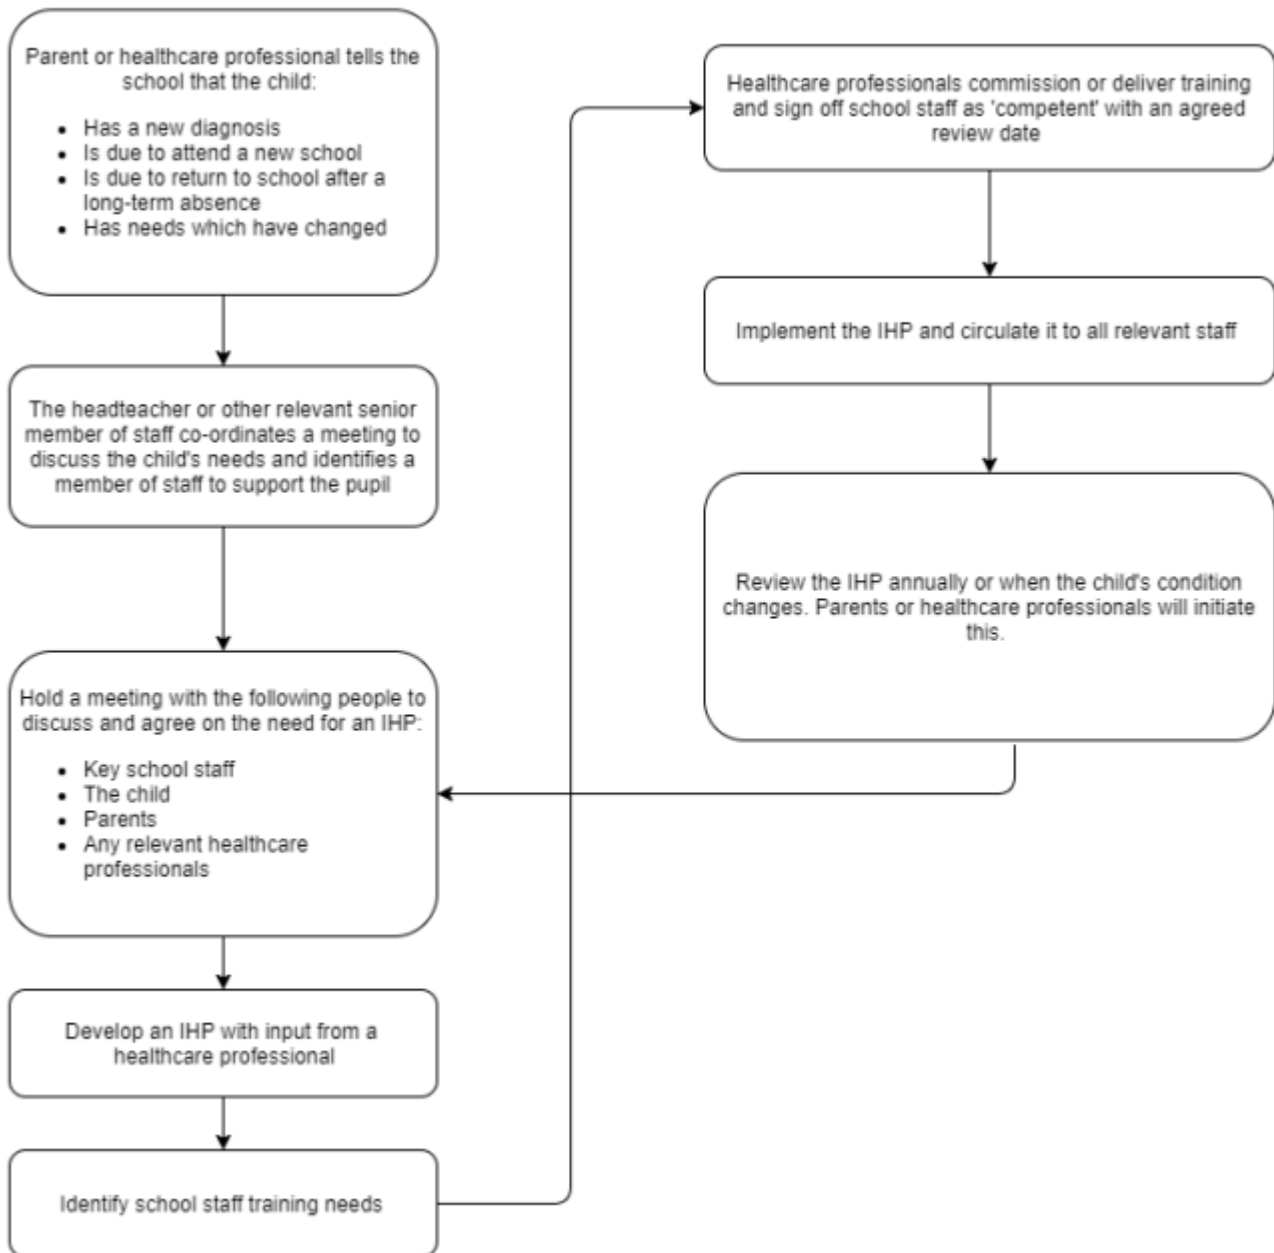 Parent or healthcare professional tells the
school that the child:
• Has a new diagnosis
• Is due to attend a new school
• Is due to return to school after a
long-term absence
• Has needs which have changed
The headteacher or other relevant senior
member of staff co-ordinates a meeting to
discuss the child's needs and identifies a
member of staff to support the pupil
Hold a meeting with the following people to
discuss and agree on the need for an IHP:
• Key school staff
• The child
• Parents
• Any relevant healthcare
professionals
Develop an IHP with input from a
healthcare professional
Identify school staff training needs
Healthcare professionals commission or deliver training
and sign off school staff as 'competent' with an agreed
review date
Implement the IHP and circulate it to all relevant staff
Review the IHP annually or when the child's condition
changes. Parents or healthcare professionals will initiate
this.